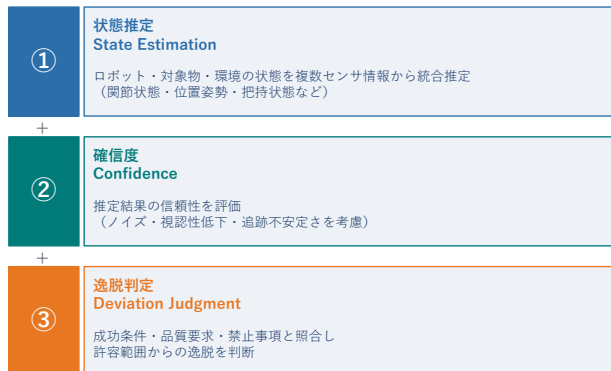 ①
状態推定
State Estimation
ロボット・対象物・環境の状態を複数センサ情報から統合推定
（関節状態・位置姿勢・把持状態など）
+
②
確信度
Confidence
推定結果の信頼性を評価
（ノイズ・視認性低下・追跡不安定さを考慮）
+
③
逸脱判定
Deviation Judgment
成功条件・品質要求・禁止事項と照合し
許容範囲からの逸脱を判断